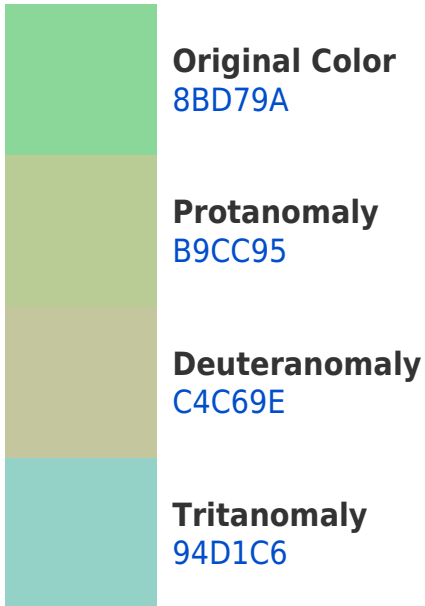 Original Color
8BD79A
Protanomaly
B9CC95
Deuteranomaly
C4C69E
Tritanomaly
94D1C6